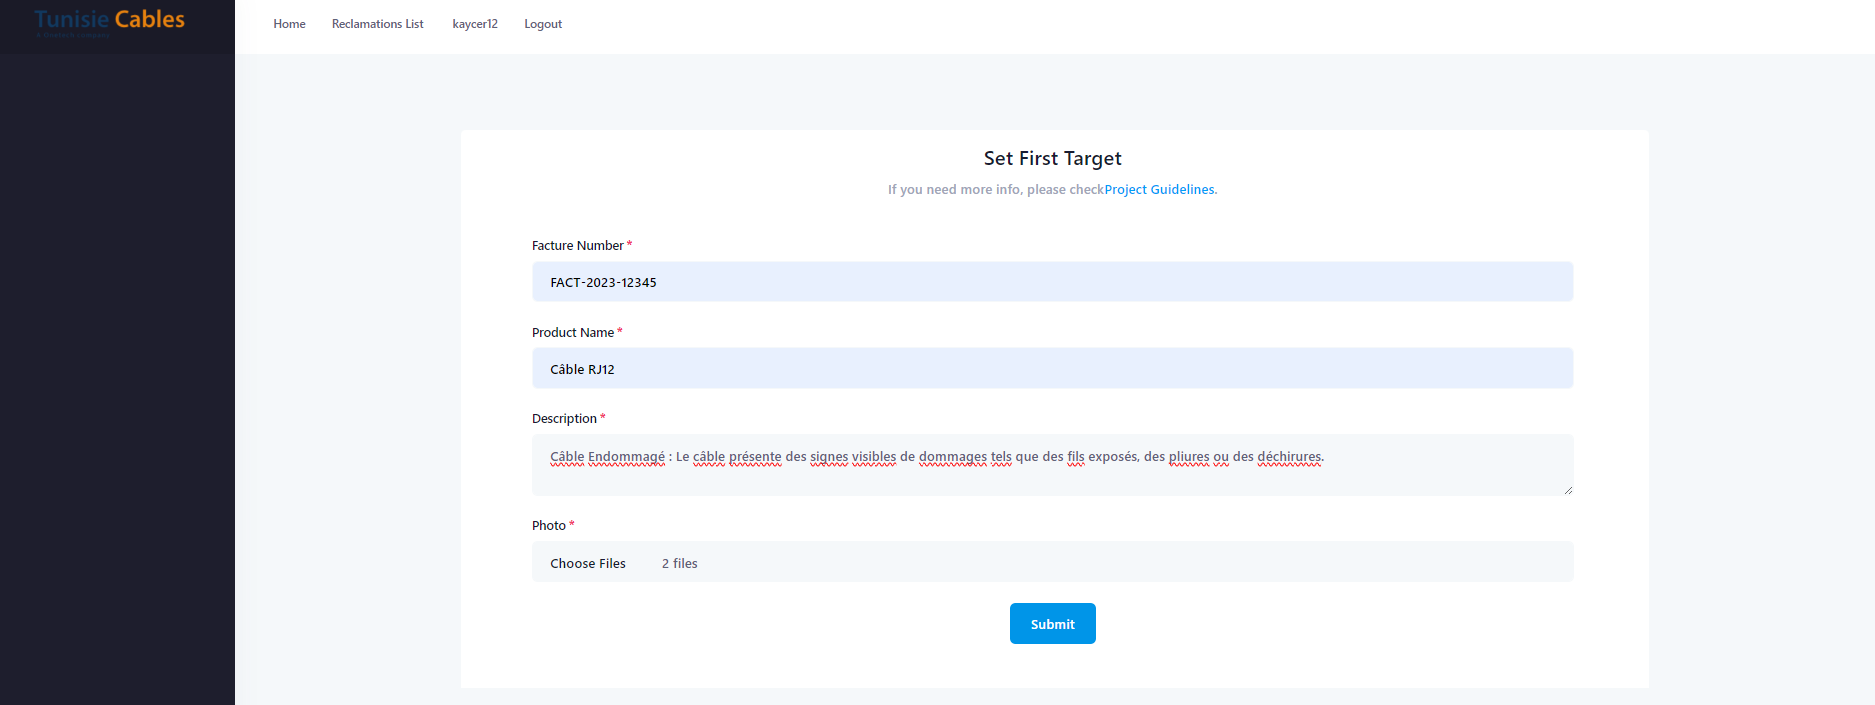 Tunisie Cables
Home Reclamations List kaycer12 Logout
Set First Target
If you need more info, please checkProject Guidelines.
Facture Number *
FACT-2023-12345
Product Name *
Câble RJ12
Description *
Câble Endommagé : Le câble présente des signes visibles de dommages tels que des fils exposés, des pliures ou des déchirures.
Photo *
Choose Files 2 files
Submit